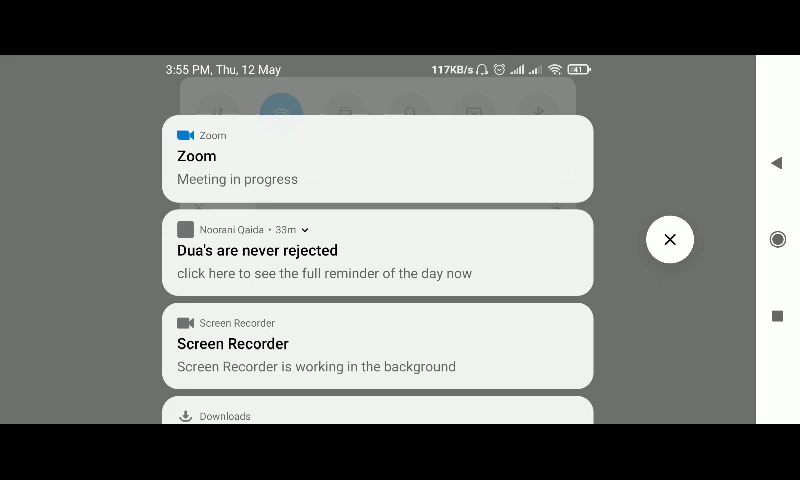 3:55 PM, Thu, 12 May 117KB/s 41
Zoom
Zoom
Meeting in progress
Noorani Qaida • 33m
Dua's are never rejected
click here to see the full reminder of the day now
Screen Recorder
Screen Recorder
Screen Recorder is working in the background
Downloads